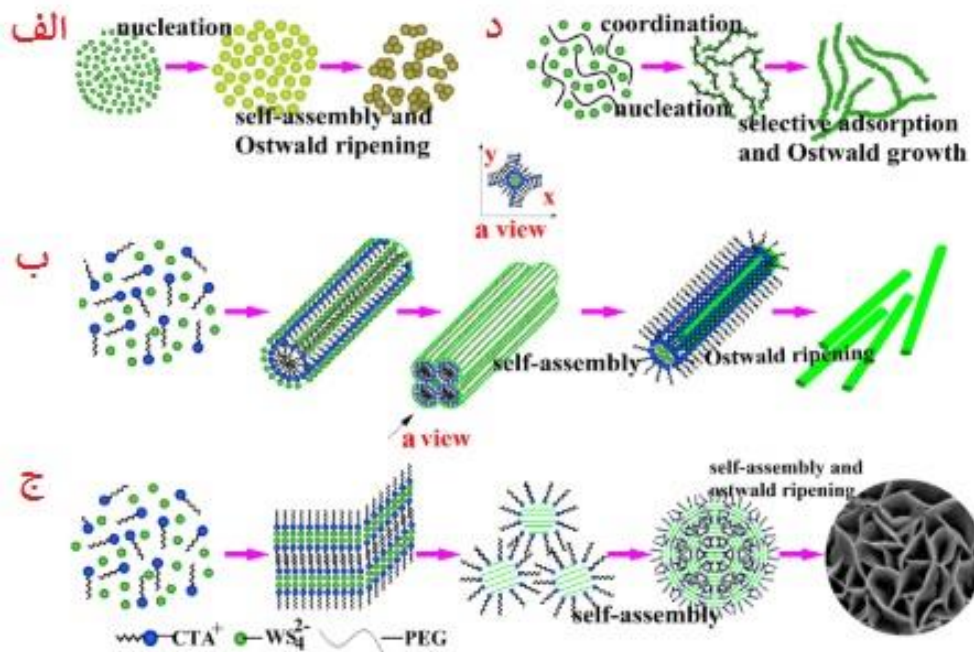 الف
nucleation
self-assembly and
Ostwald ripening
د
coordination
nucleation
selective adsorption
and Ostwald growth
y
x
a view
ب
self-assembly
Ostwald ripening
a view
ج
self-assembly and
ostwald ripening
self-assembly
CTA⁺
WS₄²⁻
PEG